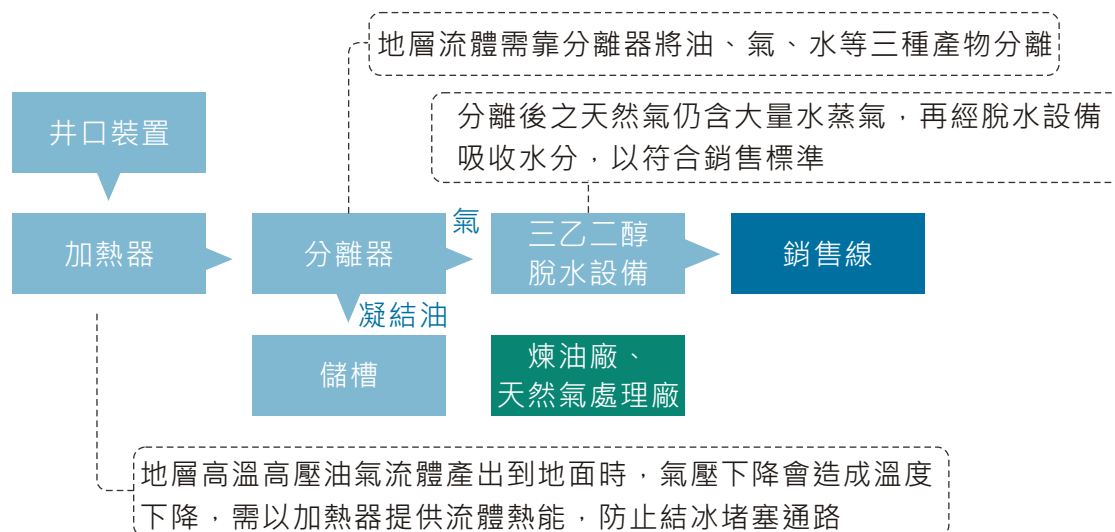 地層流體需靠分離器將油、氣、水等三種產物分離
分離後之天然氣仍含大量水蒸氣，再經脫水設備
吸收水分，以符合銷售標準
井口裝置
加熱器
分離器
氣
三乙二醇
脫水設備
銷售線
凝結油
儲槽
煉油廠、
天然氣處理廠
地層高溫高壓油氣流體產出到地面時，氣壓下降會造成溫度
下降，需以加熱器提供流體熱能，防止結冰堵塞通路